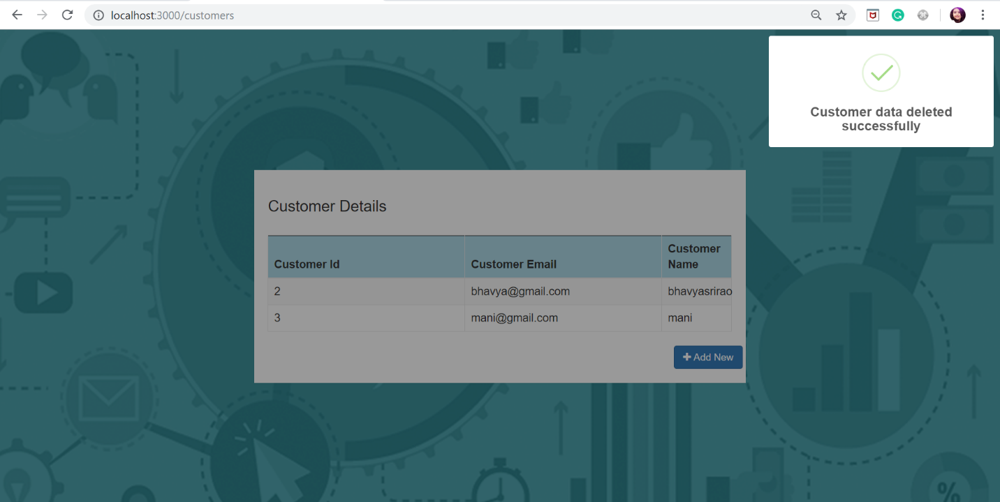 localhost:3000/customers
Customer data deleted
successfully
Customer Details
Customer Id Customer Email Customer
Name
2 bhavya@gmail.com bhavyasrirao
3 mani@gmail.com mani
Add New
%